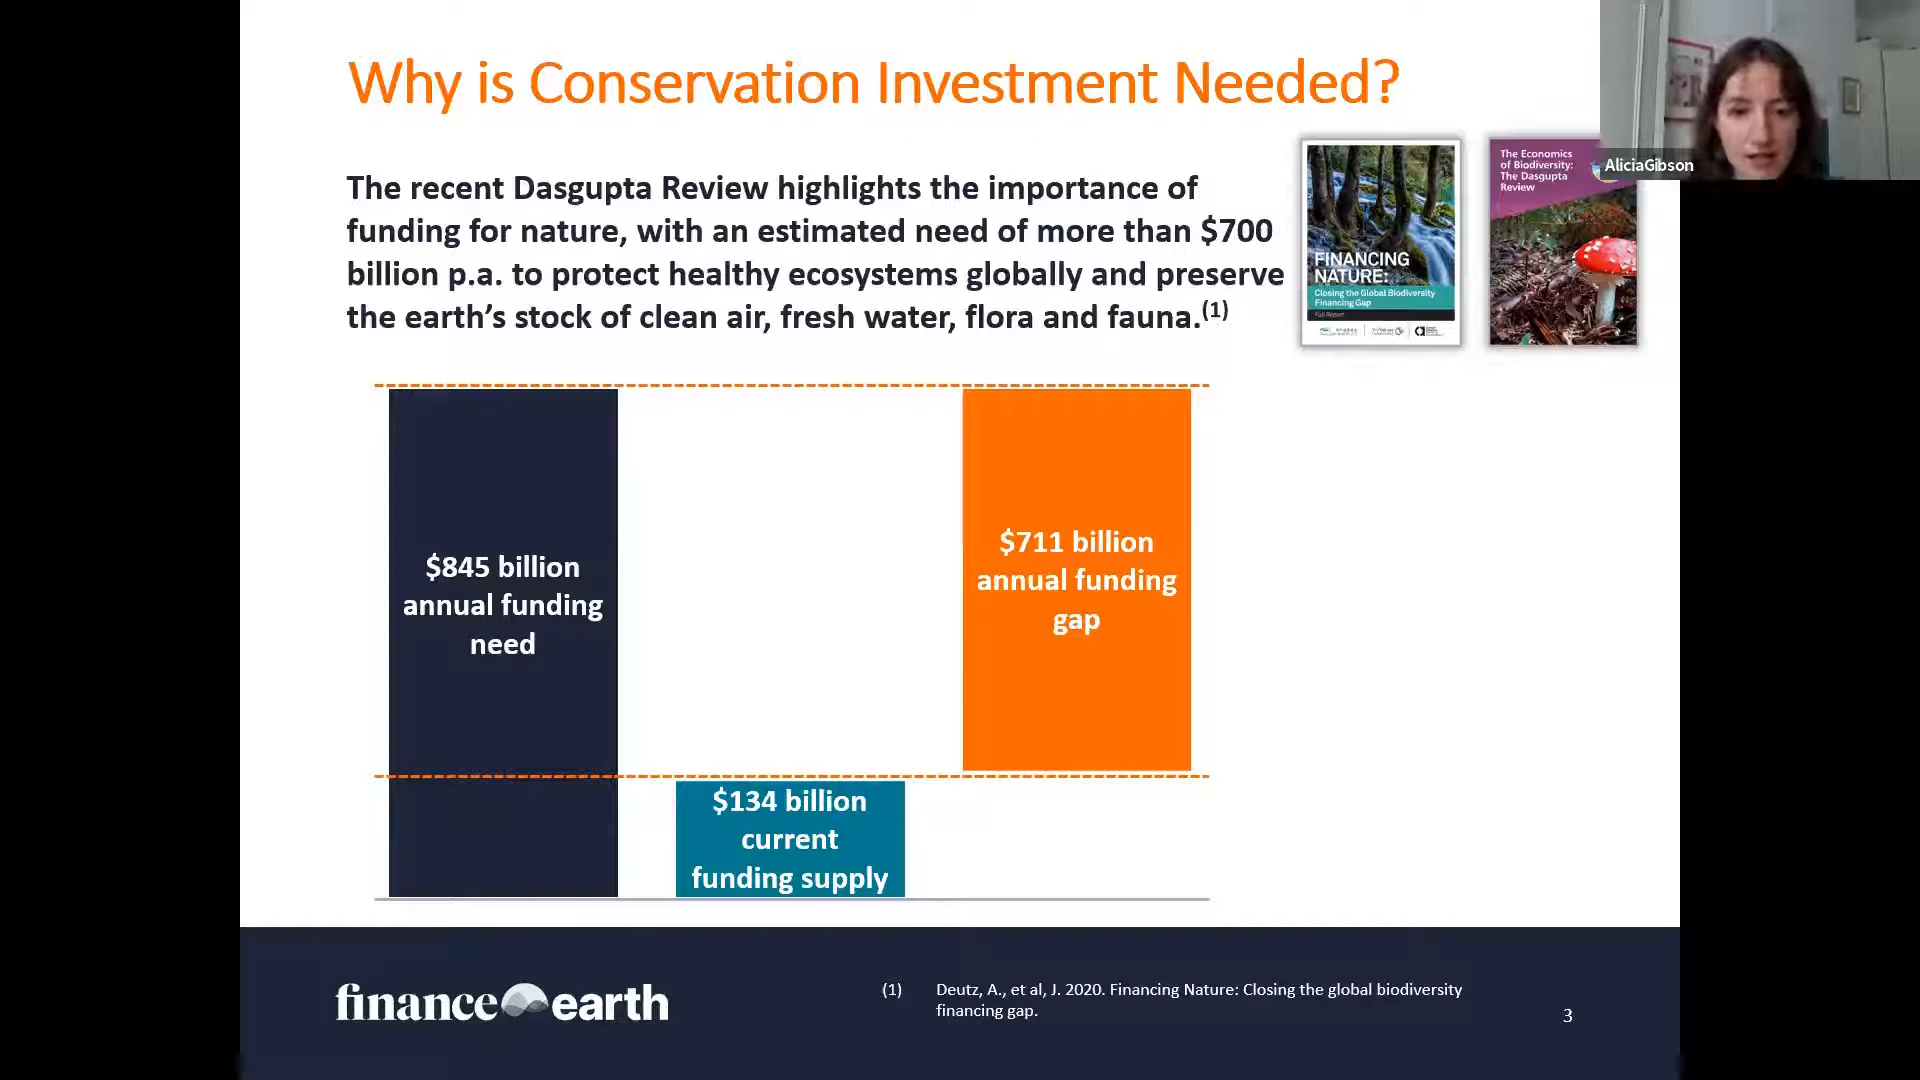 Why is Conservation Investment Needed?
AliciaGibson
The recent Dasgupta Review highlights the importance of
funding for nature, with an estimated need of more than $700
billion p.a. to protect healthy ecosystems globally and preserve
the earth’s stock of clean air, fresh water, flora and fauna.(1)
FINANCING
NATURE:
Closing the Global Biodiversity
Financing Gap
Full Report
The Economics
of Biodiversity:
The Dasgupta
Review
$845 billion
annual funding
need
$134 billion
current
funding supply
$711 billion
annual funding
gap
finance earth
(1) Deutz, A., et al, J. 2020. Financing Nature: Closing the global biodiversity
financing gap.
3